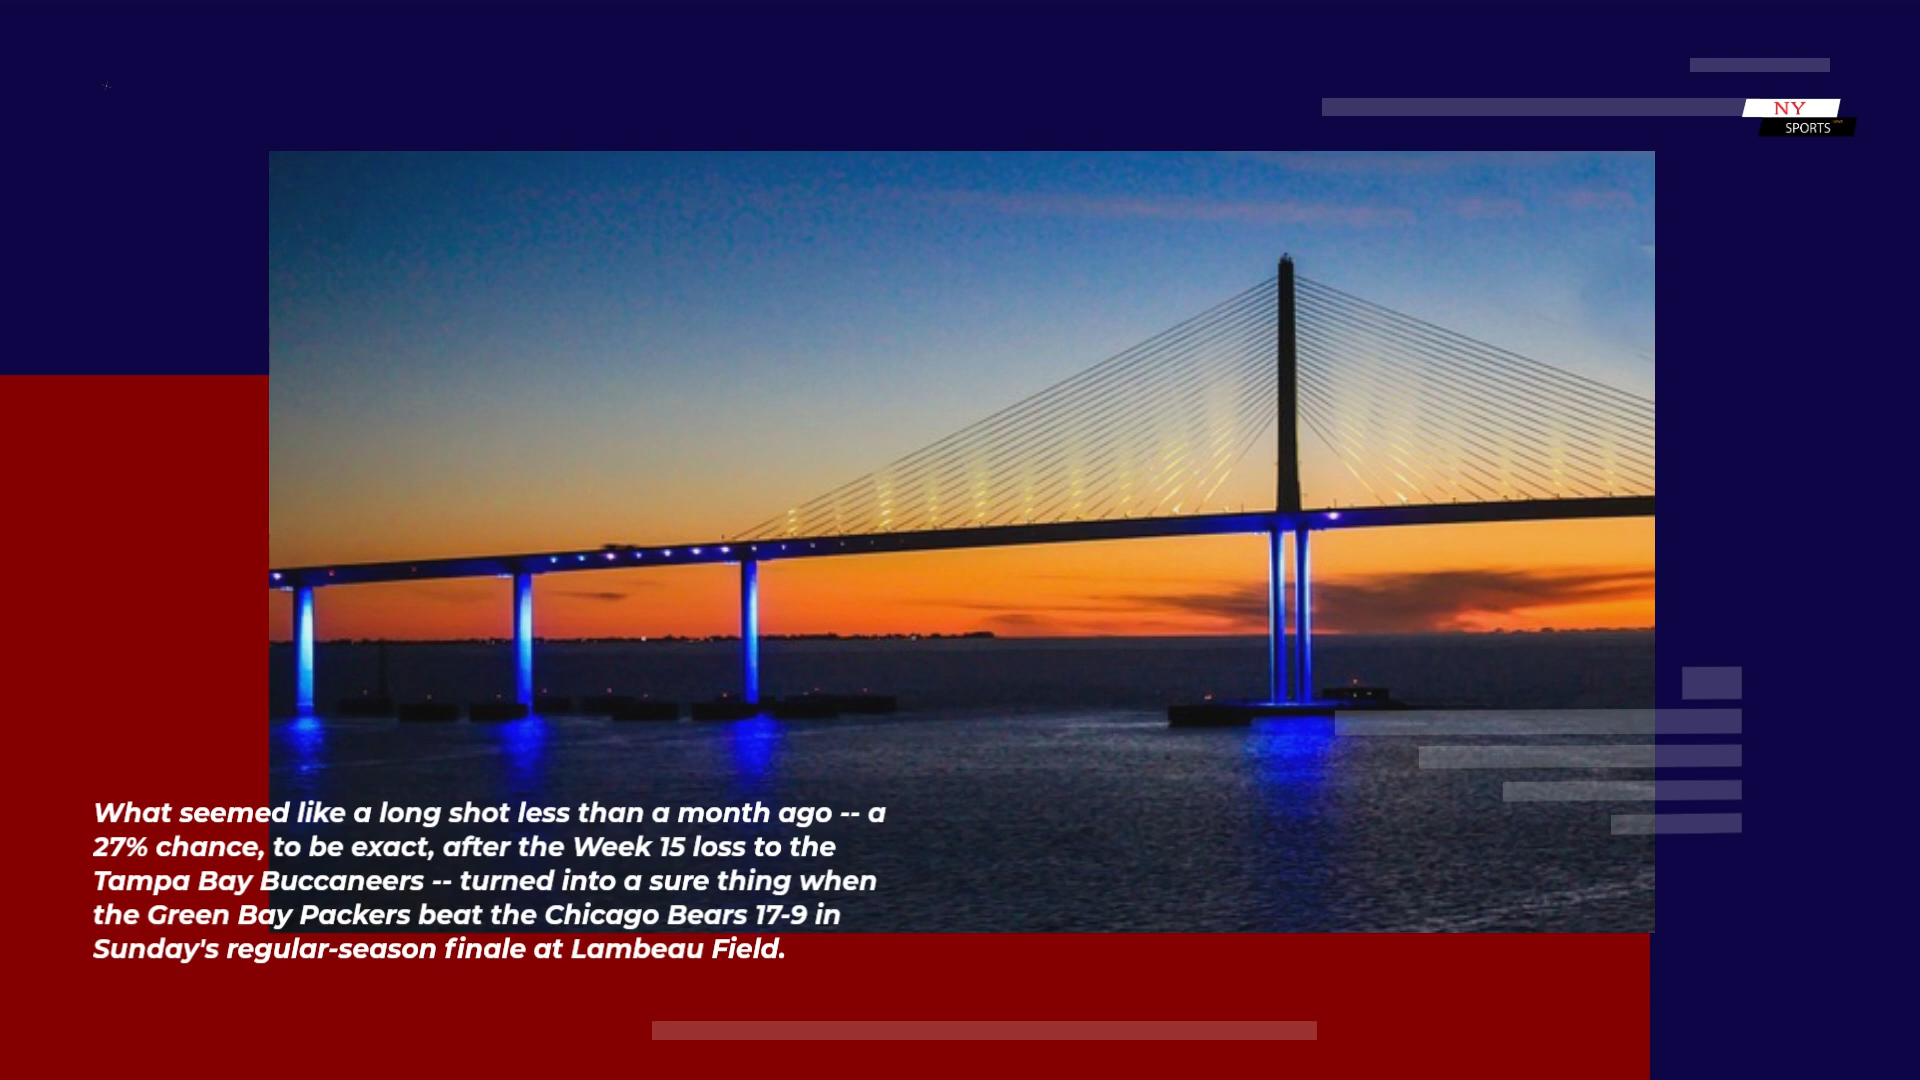 NY
SPORTS
What seemed like a long shot less than a month ago -- a
27% chance, to be exact, after the Week 15 loss to the
Tampa Bay Buccaneers -- turned into a sure thing when
the Green Bay Packers beat the Chicago Bears 17-9 in
Sunday's regular-season finale at Lambeau Field.